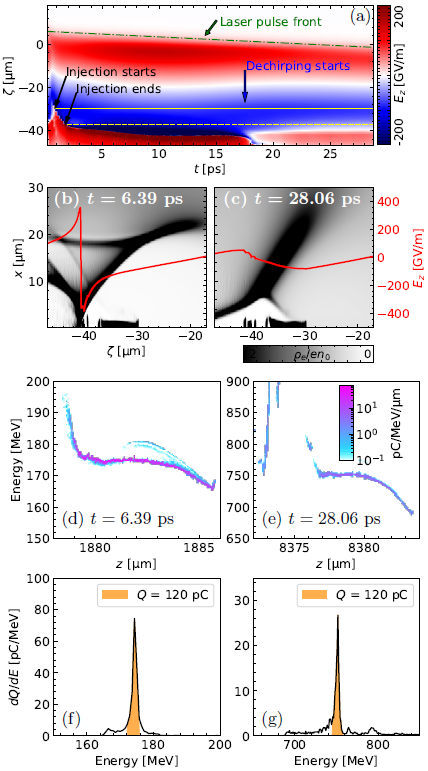 (a)
Laser pulse front
Injection starts
Injection ends
Dechirping starts
0
−20
−40
ζ [μm]
5 10 15 20 25
t [ps]
200
0
-200
E_z [GV/m]
(b) t = 6.39 ps
(c) t = 28.06 ps
30
20
10
x [μm]
−40 −30 −20
ζ [μm]
−40 −30 −20
400
200
0
−200
−400
E_z [GV/m]
ρ_e/en_0 0
200
190
180
170
160
150
Energy [MeV]
(d) t = 6.39 ps
1880 1885
z [μm]
900
850
800
750
700
650
(e) t = 28.06 ps
8375 8380
z [μm]
10^1
10^0
10^-1
pC/MeV/μm
100
80
60
40
20
0
dQ/dE [pC/MeV]
Q = 120 pC
(f)
160 180 200
Energy [MeV]
30
20
10
0
Q = 120 pC
(g)
700 800
Energy [MeV]